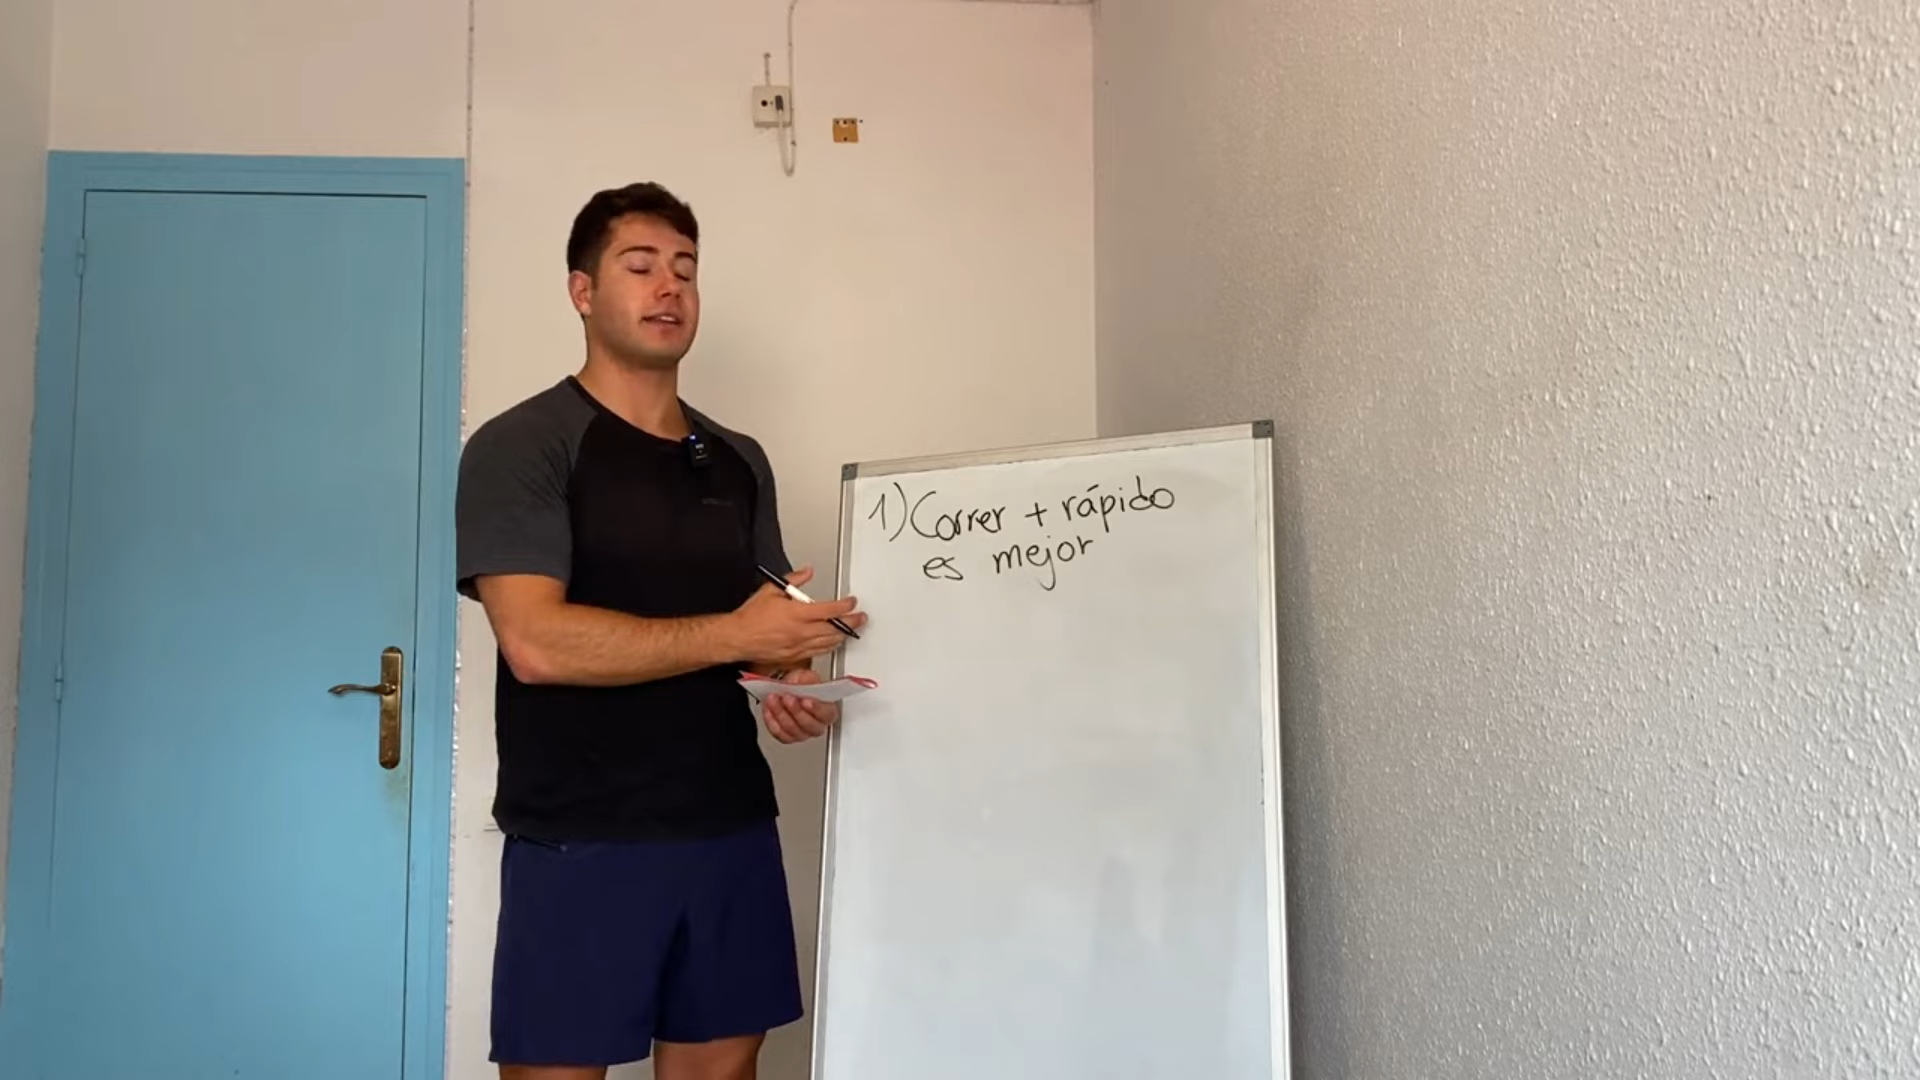 1) Correr + rápido
es mejor